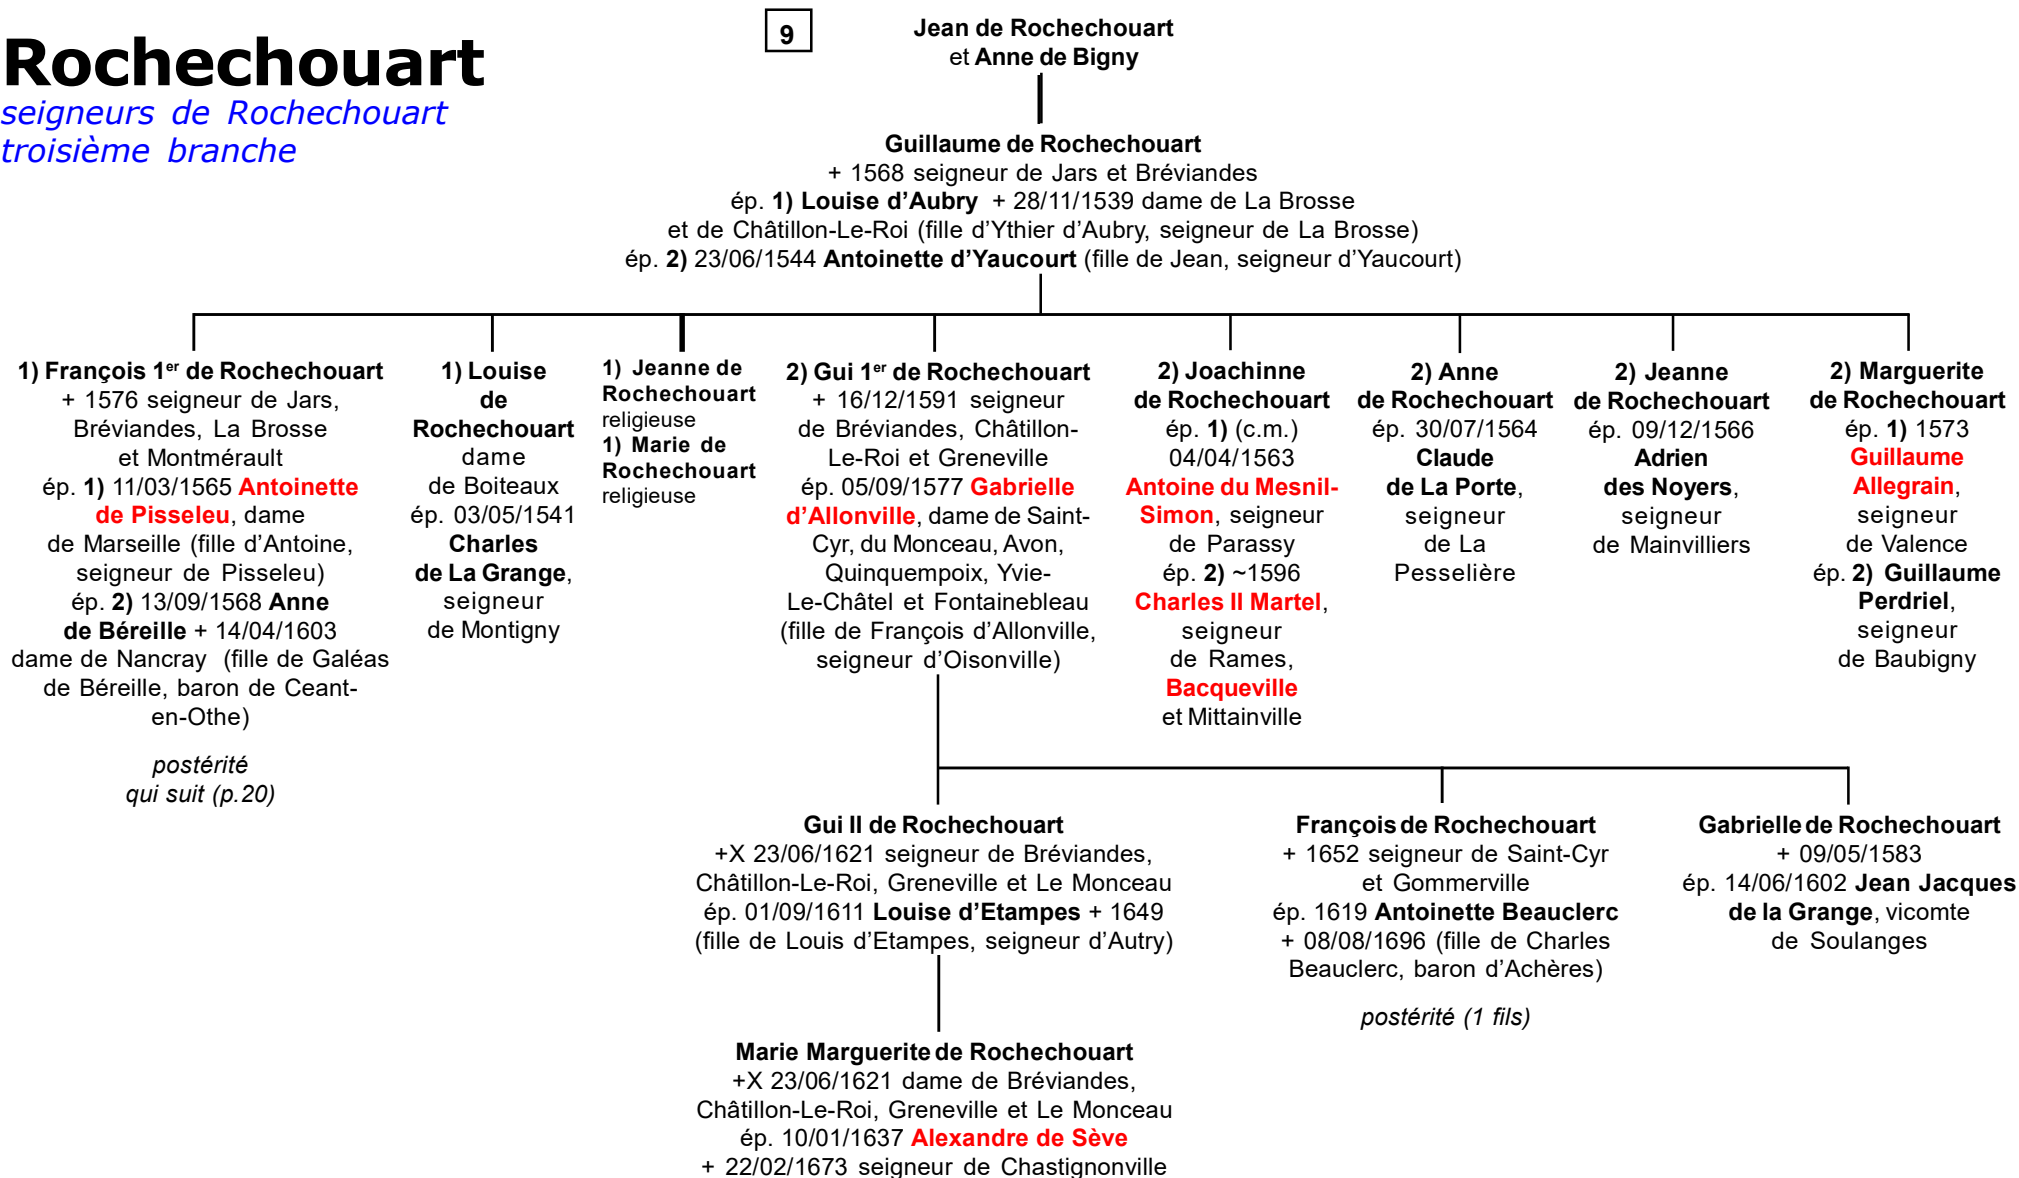 Rochechouart
seigneurs de Rochechouart
troisième branche
9
Jean de Rochechouart
et Anne de Bigny
Guillaume de Rochechouart
+ 1568 seigneur de Jars et Bréviandes
ép. 1) Louise d'Aubry + 28/11/1539 dame de La Brosse
et de Châtillon-Le-Roi (fille d'Ythier d'Aubry, seigneur de La Brosse)
ép. 2) 23/06/1544 Antoinette d'Yaucourt (fille de Jean, seigneur d'Yaucourt)
1) François 1er de Rochechouart
+ 1576 seigneur de Jars,
Bréviandes, La Brosse
et Montmérault
ép. 1) 11/03/1565 Antoinette
de Pisseleu, dame
de Marseille (fille d'Antoine,
seigneur de Pisseleu)
ép. 2) 13/09/1568 Anne
de Béreille + 14/04/1603
dame de Nancray (fille de Galéas
de Béreille, baron de Ceant-
en-Othe)
postérité
qui suit (p.20)
1) Louise
de
Rochechouart
dame
de Boiteaux
ép. 03/05/1541
Charles
de La Grange,
seigneur
de Montigny
1) Jeanne de
Rochechouart
religieuse
1) Marie de
Rochechouart
religieuse
2) Gui 1er de Rochechouart
+ 16/12/1591 seigneur
de Bréviandes, Châtillon-
Le-Roi et Greneville
ép. 05/09/1577 Gabrielle
d'Allonville, dame de Saint-
Cyr, du Monceau, Avon,
Quinquempoix, Yvie-
Le-Châtel et Fontainebleau
(fille de François d'Allonville,
seigneur d'Oisonville)
2) Joachinne
de Rochechouart
ép. 1) (c.m.)
04/04/1563
Antoine du Mesnil-
Simon, seigneur
de Parassy
ép. 2) ~1596
Charles II Martel,
seigneur
de Rames,
Bacqueville
et Mittainville
2) Anne
de Rochechouart
ép. 30/07/1564
Claude
de La Porte,
seigneur
de La
Pesselière
2) Jeanne
de Rochechouart
ép. 09/12/1566
Adrien
des Noyers,
seigneur
de Mainvilliers
2) Marguerite
de Rochechouart
ép. 1) 1573
Guillaume
Allegrain,
seigneur
de Valence
ép. 2) Guillaume
Perdriel,
seigneur
de Baubigny
Gui II de Rochechouart
+X 23/06/1621 seigneur de Bréviandes,
Châtillon-Le-Roi, Greneville et Le Monceau
ép. 01/09/1611 Louise d'Etampes + 1649
(fille de Louis d'Etampes, seigneur d'Autry)
François de Rochechouart
+ 1652 seigneur de Saint-Cyr
et Gommerville
ép. 1619 Antoinette Beauclerc
+ 08/08/1696 (fille de Charles
Beauclerc, baron d'Achères)
postérité (1 fils)
Gabrielle de Rochechouart
+ 09/05/1583
ép. 14/06/1602 Jean Jacques
de la Grange, vicomte
de Soulanges
Marie Marguerite de Rochechouart
+X 23/06/1621 dame de Bréviandes,
Châtillon-Le-Roi, Greneville et Le Monceau
ép. 10/01/1637 Alexandre de Sève
+ 22/02/1673 seigneur de Chastignonville